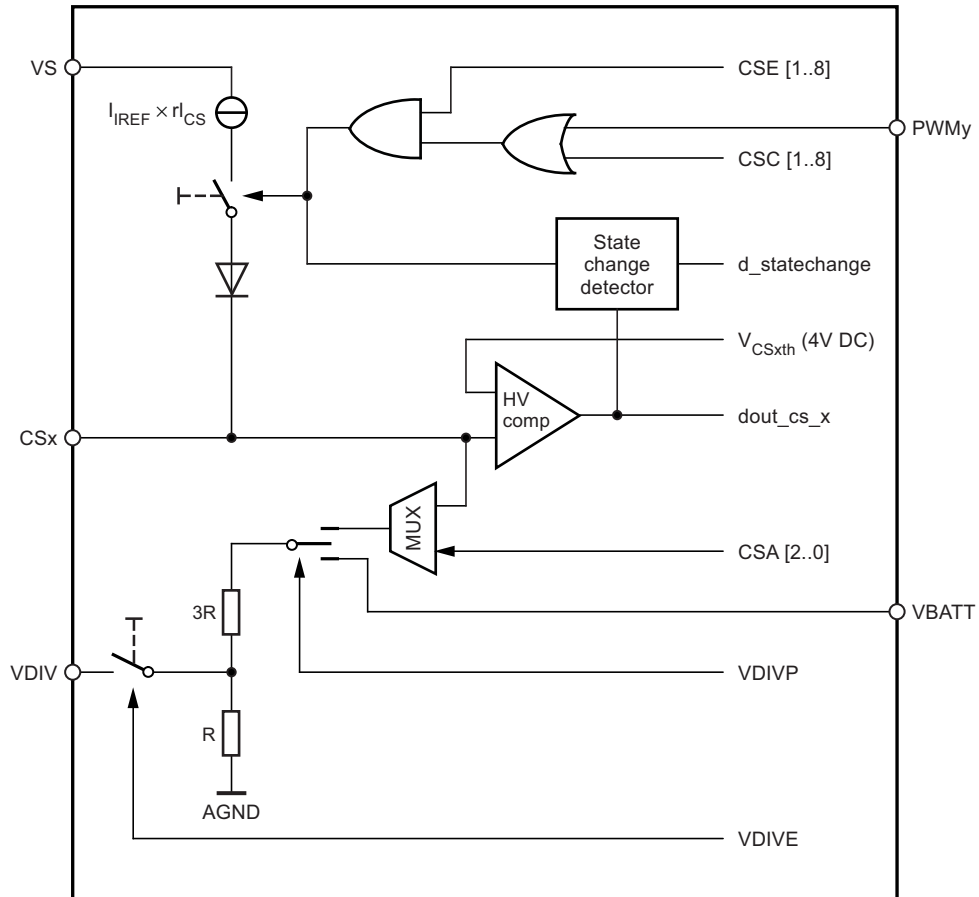 VS
CSE [1..8]
I_IREF × rI_CS
PWMy
CSC [1..8]
State
change
detector
d_statechange
V_CSxth (4V DC)
HV
comp
dout_cs_x
CSx
MUX
CSA [2..0]
3R
VBATT
VDIV
VDIVP
R
AGND
VDIVE